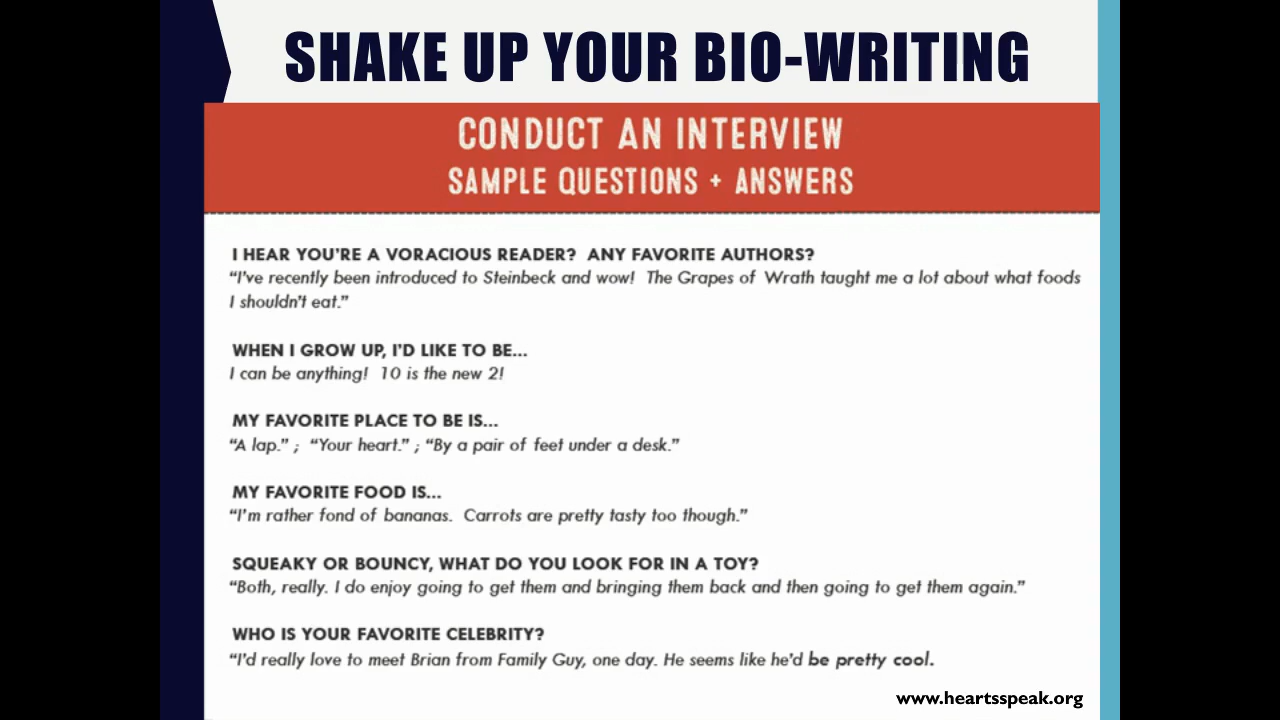 SHAKE UP YOUR BIO-WRITING
CONDUCT AN INTERVIEW
SAMPLE QUESTIONS + ANSWERS
I HEAR YOU'RE A VORACIOUS READER?  ANY FAVORITE AUTHORS?
“I've recently been introduced to Steinbeck and wow!  The Grapes of Wrath taught me a lot about what foods
I shouldn't eat.”
WHEN I GROW UP, I'D LIKE TO BE...
I can be anything!  10 is the new 2!
MY FAVORITE PLACE TO BE IS...
“A lap.” ;  “Your heart.” ; “By a pair of feet under a desk.”
MY FAVORITE FOOD IS...
“I'm rather fond of bananas.  Carrots are pretty tasty too though.”
SQUEAKY OR BOUNCY, WHAT DO YOU LOOK FOR IN A TOY?
“Both, really. I do enjoy going to get them and bringing them back and then going to get them again.”
WHO IS YOUR FAVORITE CELEBRITY?
“I'd really love to meet Brian from Family Guy, one day. He seems like he'd be pretty cool.
www.heartsspeak.org